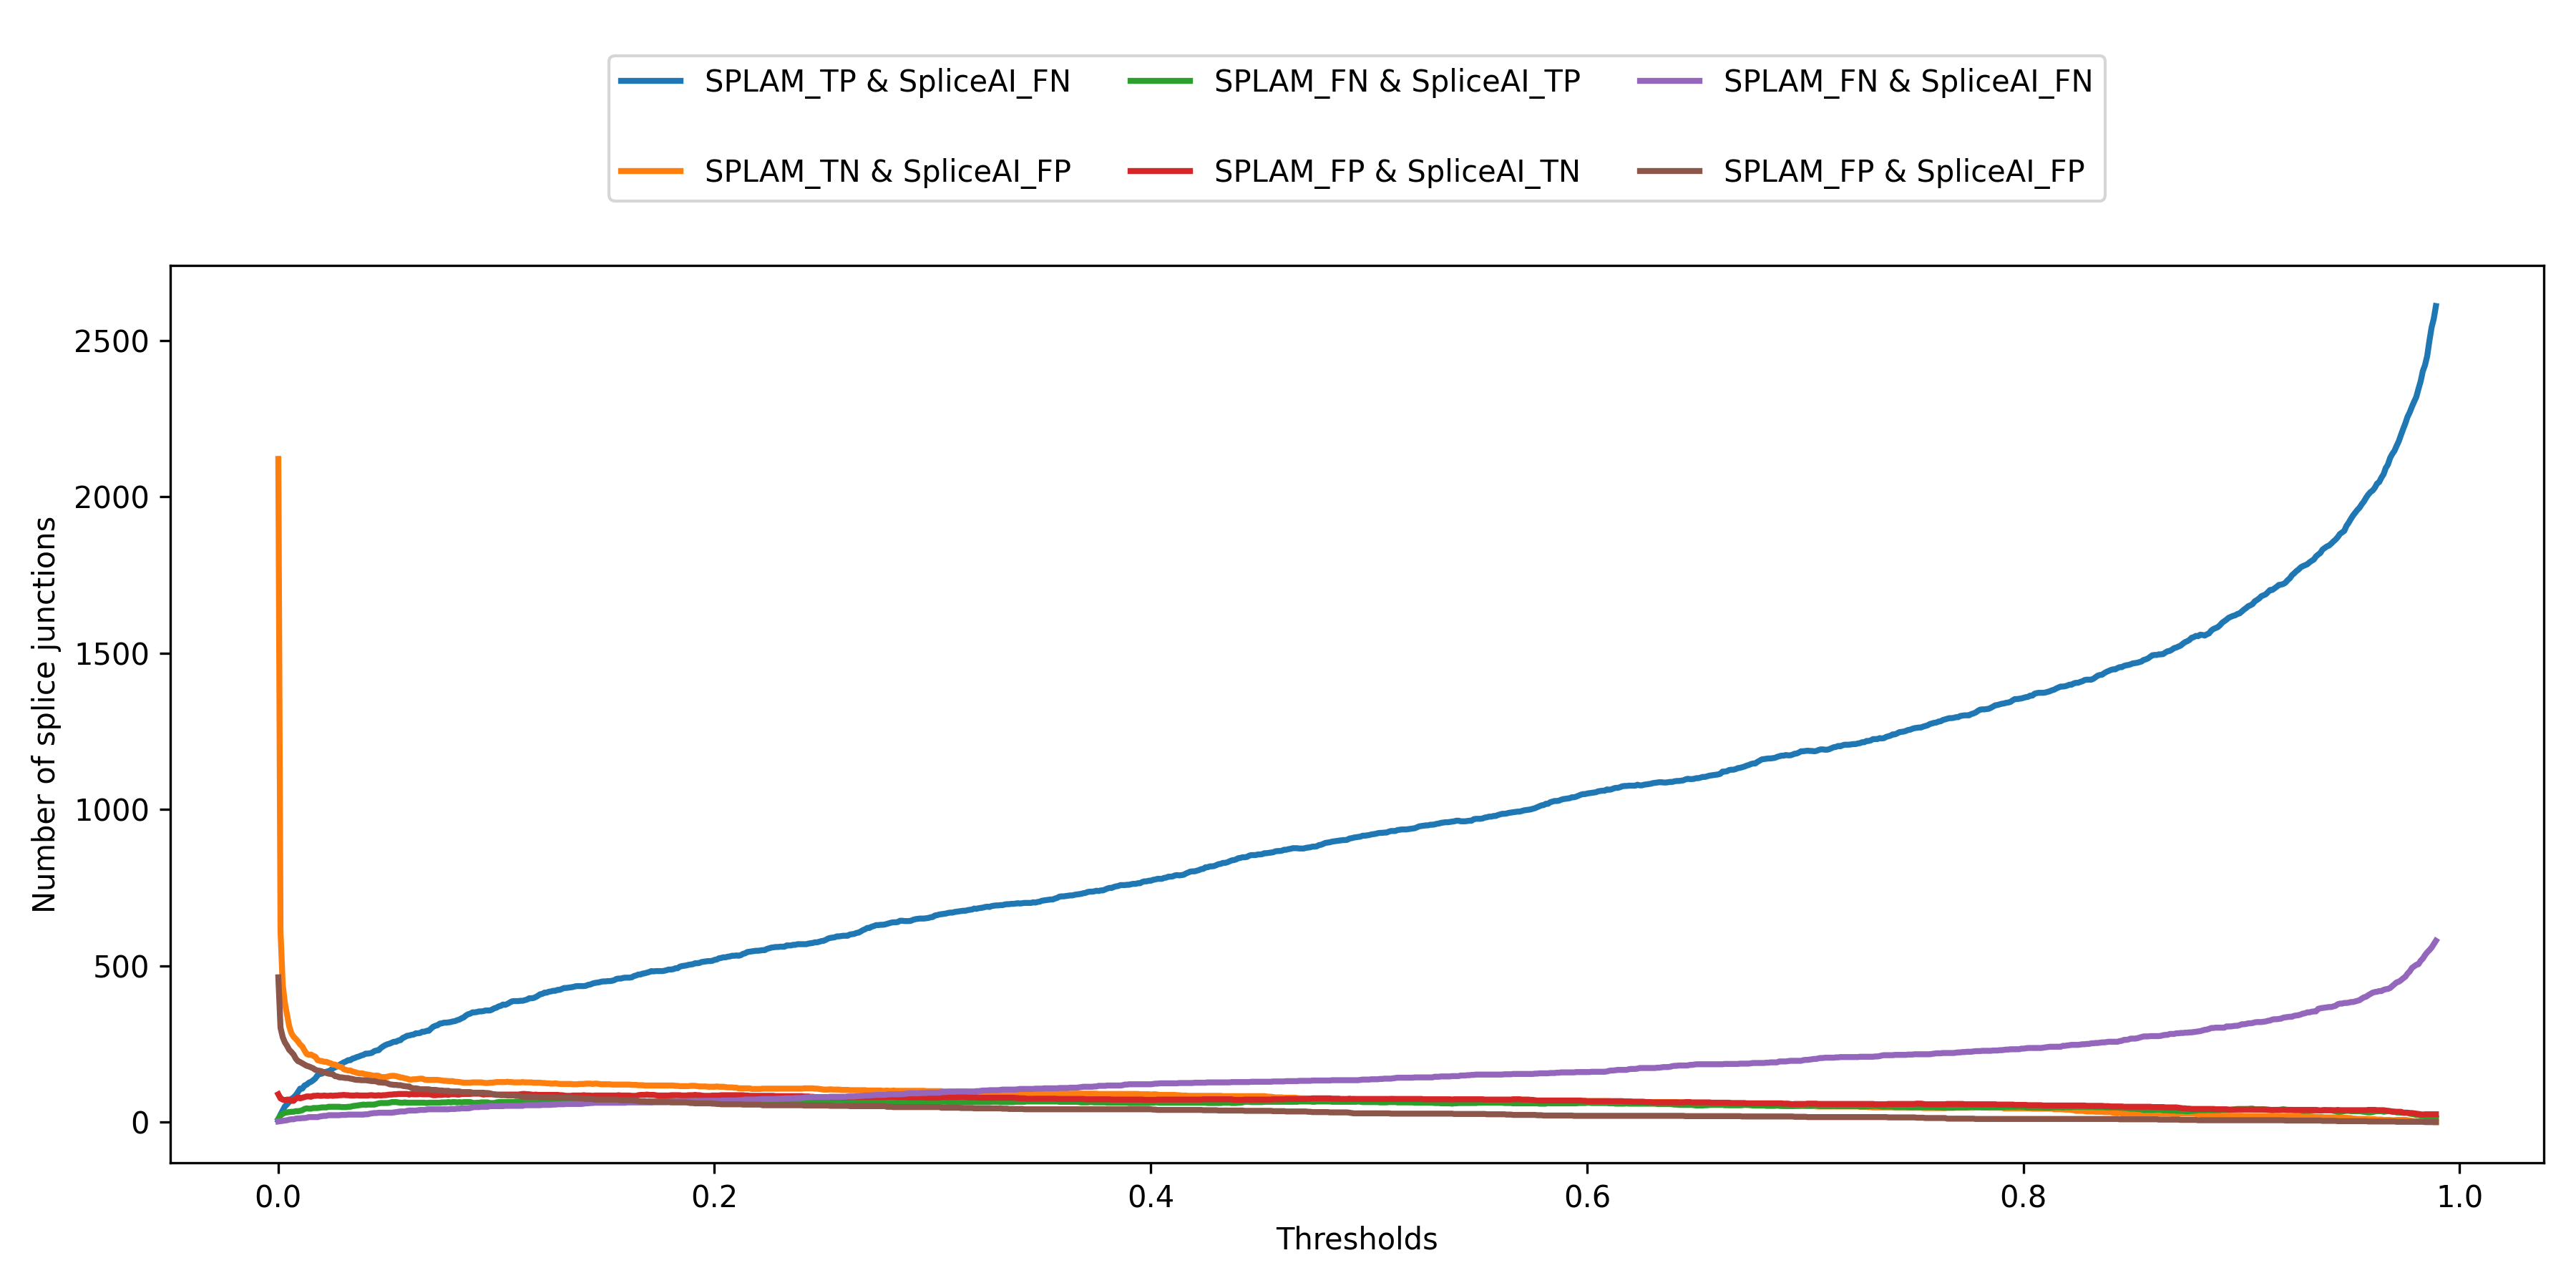 SPLAM_TP & SpliceAI_FN SPLAM_FN & SpliceAI_TP SPLAM_FN & SpliceAI_FN
SPLAM_TN & SpliceAI_FP SPLAM_FP & SpliceAI_TN SPLAM_FP & SpliceAI_FP
2500
2000
1500
1000
500
0
Number of splice junctions
0.0 0.2 0.4 0.6 0.8 1.0
Thresholds